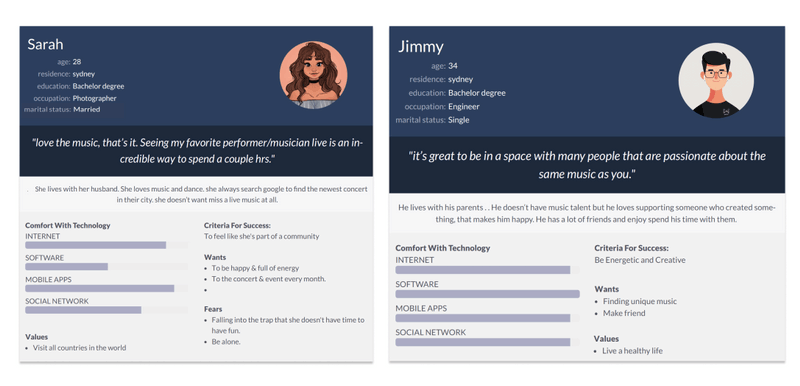 Sarah
age: 28
residence: sydney
education: Bachelor degree
occupation: Photographer
marital status: Married
"love the music, that's it. Seeing my favorite performer/musician live is an in-
credible way to spend a couple hrs."
. She lives with her husband. She loves music and dance. she always search google to find the newest concert
in their city. she doesn't want miss a live music at all.
Comfort With Technology
INTERNET
SOFTWARE
MOBILE APPS
SOCIAL NETWORK
Values
• Visit all countries in the world
Criteria For Success:
To feel like she's part of a community
Wants
• To be happy & full of energy
• To the concert & event every month.
•
Fears
• Falling into the trap that she doesn't have time to
have fun.
• Be alone.
Jimmy
age: 34
residence: sydney
education: Bachelor degree
occupation: Engineer
marital status: Single
"it's great to be in a space with many people that are passionate about the
same music as you."
He lives with his parents . . He doesn't have music talent but he loves supporting someone who created some-
thing, that makes him happy. He has a lot of friends and enjoy spend his time with them.
Comfort With Technology
INTERNET
SOFTWARE
MOBILE APPS
SOCIAL NETWORK
Criteria For Success:
Be Energetic and Creative
Wants
• Finding unique music
• Make friend
Values
• Live a healthy life